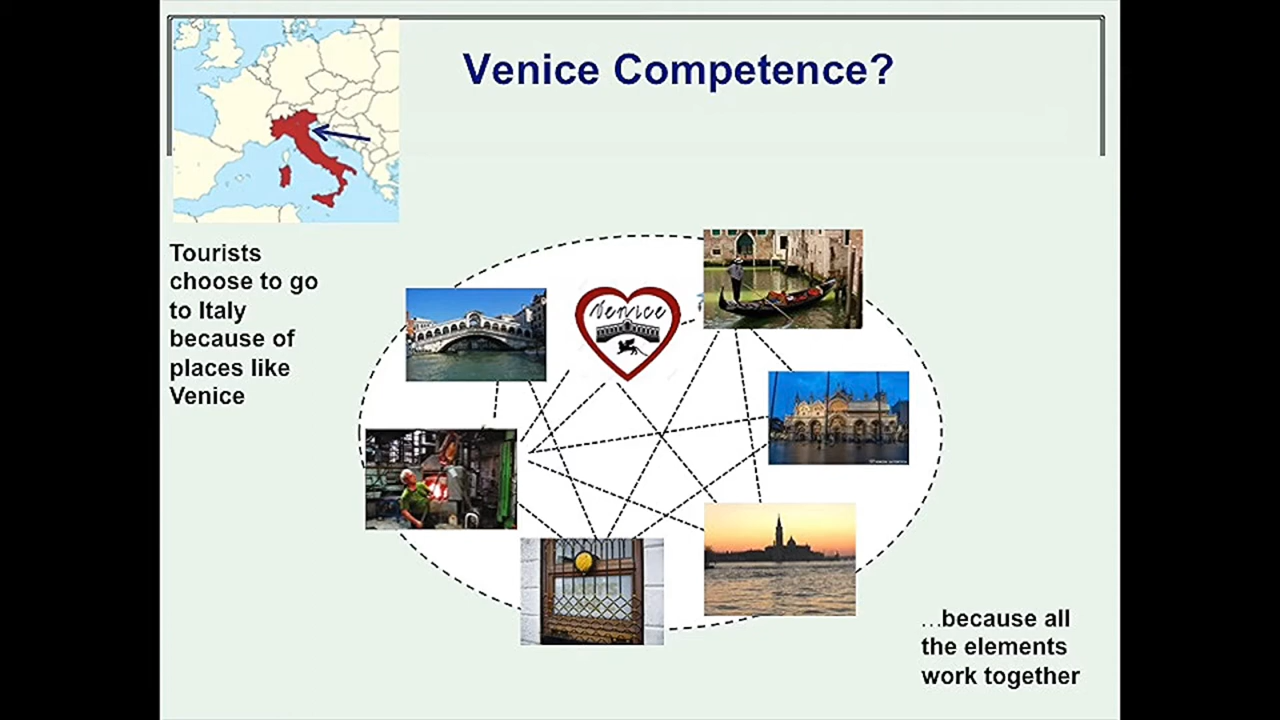 Venice Competence?
Tourists
choose to go
to Italy
because of
places like
Venice
Venice
…because all
the elements
work together